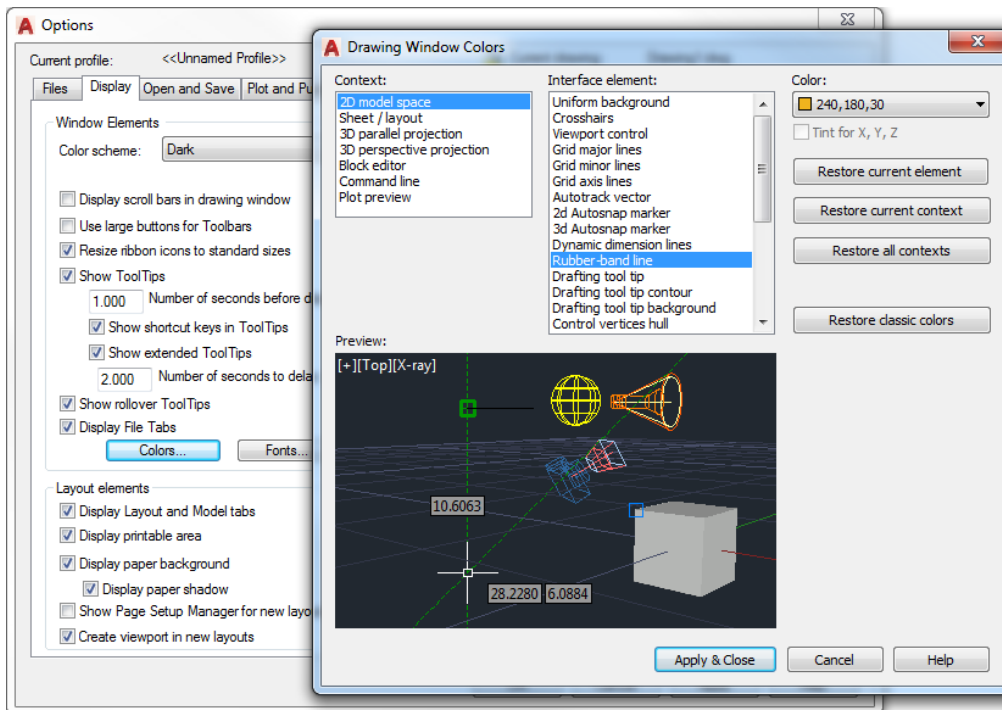 Options
Current profile: <<Unnamed Profile>>
Files Display Open and Save Plot and Pu
Window Elements
Color scheme: Dark
Display scroll bars in drawing window
Use large buttons for Toolbars
Resize ribbon icons to standard sizes
Show ToolTips
1.000 Number of seconds before d
Show shortcut keys in ToolTips
Show extended ToolTips
2.000 Number of seconds to dela
Show rollover ToolTips
Display File Tabs
Colors... Fonts...
Layout elements
Display Layout and Model tabs
Display printable area
Display paper background
Display paper shadow
Show Page Setup Manager for new layo
Create viewport in new layouts
Drawing Window Colors
Context:
2D model space
Sheet / layout
3D parallel projection
3D perspective projection
Block editor
Command line
Plot preview
Interface element:
Uniform background
Crosshairs
Viewport control
Grid major lines
Grid minor lines
Grid axis lines
Autotrack vector
2d Autosnap marker
3d Autosnap marker
Dynamic dimension lines
Rubber-band line
Drafting tool tip
Drafting tool tip contour
Drafting tool tip background
Control vertices hull
Color:
240,180,30
Tint for X, Y, Z
Restore current element
Restore current context
Restore all contexts
Restore classic colors
Preview:
[+][Top][X-ray]
10.6063
28.2280 6.0884
Apply & Close Cancel Help